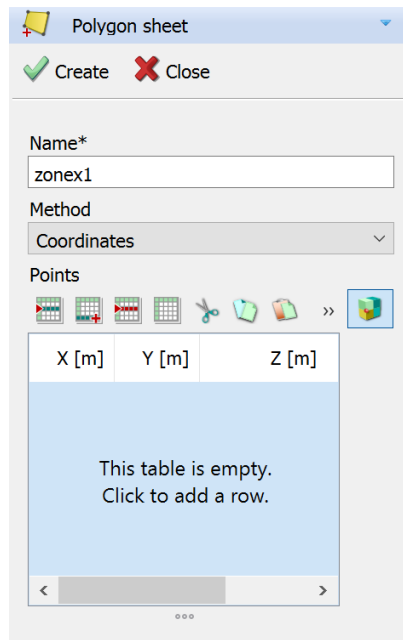 Polygon sheet
Create Close
Name*
zonex1
Method
Coordinates
Points
X [m] Y [m] Z [m]
This table is empty.
Click to add a row.